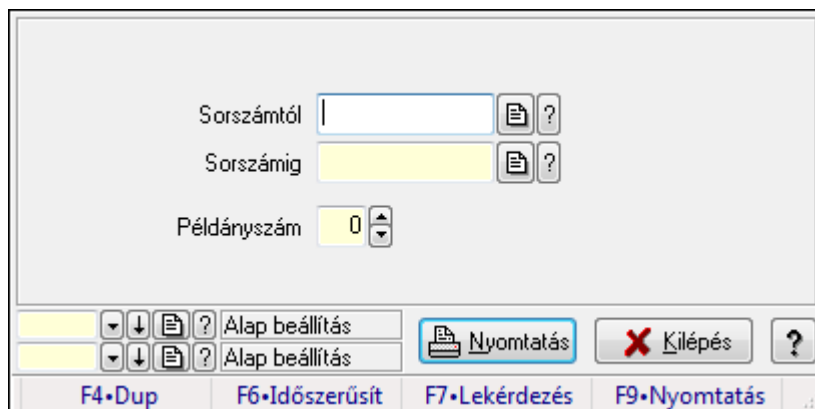 Sorszámtól ?
Sorszámig ?
Példányszám 0
? Alap beállítás
? Alap beállítás
Nyomtatás Kilépés ?
F4•Dup F6•Időszerűsít F7•Lekérdezés F9•Nyomtatás